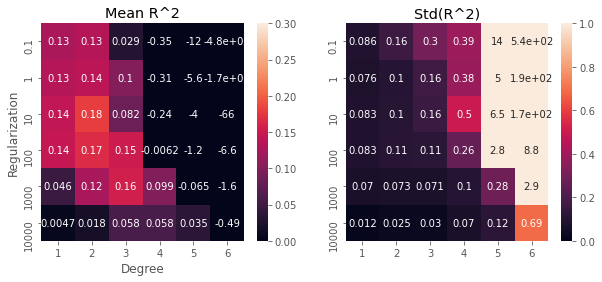 Mean R^2
0.1 0.13 0.13 0.029 -0.35 -12 0.30
1 0.13 0.14 0.1 -0.31 -5.6 0.25
10 0.14 0.18 0.082 -0.24 -4 -66 0.20
100 0.14 0.17 0.15 -0.0062 -1.2 -6.6 0.15
0.10
1000 0.046 0.12 0.16 0.099 -0.065 -1.6 0.05
10000 0.0047 0.018 0.058 0.058 0.035 -0.49 0.00
1 2 3 4 5 6
Regularization
Degree
Std(R^2)
0.1 0.086 0.16 0.3 0.39 14 5.4e+02 1.0
1 0.076 0.1 0.16 0.38 5 1.9e+02 0.8
10 0.083 0.1 0.16 0.5 6.5 1.7e+02 0.6
100 0.083 0.11 0.11 0.26 2.8 8.8 0.4
1000 0.07 0.073 0.071 0.1 0.28 2.9 0.2
10000 0.012 0.025 0.03 0.07 0.12 0.69 0.0
1 2 3 4 5 6